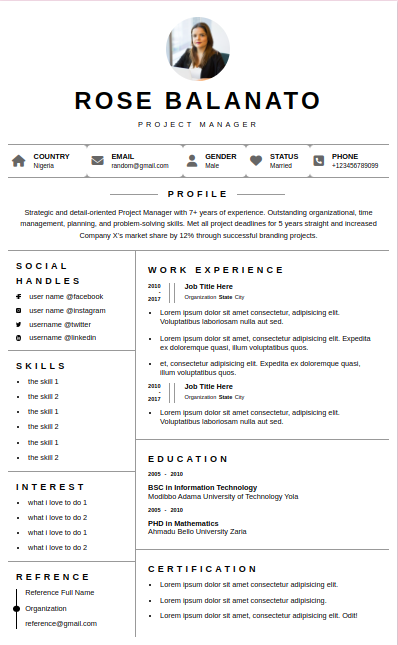 ROSE BALANATO
PROJECT MANAGER
COUNTRY
Nigeria
EMAIL
random@gmail.com
GENDER
Male
STATUS
Married
PHONE
+123456789099
PROFILE
Strategic and detail-oriented Project Manager with 7+ years of experience. Outstanding organizational, time
management, planning, and problem-solving skills. Met all project deadlines for 5 years straight and increased
Company X's market share by 12% through successful branding projects.
SOCIAL
HANDLES
user name @facebook
user name @instagram
username @twitter
username @linkedin
SKILLS
• the skill 1
• the skill 2
• the skill 1
• the skill 2
• the skill 1
• the skill 2
INTEREST
• what i love to do 1
• what i love to do 2
• what i love to do 1
• what i love to do 2
REFRENCE
Reference Full Name
Organization
reference@gmail.com
WORK EXPERIENCE
2010
-
2017
Job Title Here
Organization State City
• Lorem ipsum dolor sit amet consectetur, adipisicing elit.
Voluptatibus laboriosam nulla aut sed.
• Lorem ipsum dolor sit amet, consectetur adipisicing elit. Expedita
ex doloremque quasi, illum voluptatibus quos.
• et, consectetur adipisicing elit. Expedita ex doloremque quasi,
illum voluptatibus quos.
2010
-
2017
Job Title Here
Organization State City
• Lorem ipsum dolor sit amet consectetur, adipisicing elit.
Voluptatibus laboriosam nulla aut sed.
EDUCATION
2005 - 2010
BSC in Information Technology
Modibbo Adama University of Technology Yola
2005 - 2010
PHD in Mathematics
Ahmadu Bello University Zaria
CERTIFICATION
• Lorem ipsum dolor sit amet consectetur adipisicing elit.
• Lorem ipsum dolor sit amet consectetur adipisicing.
• Lorem ipsum dolor sit amet, consectetur adipisicing, elit. Odit!